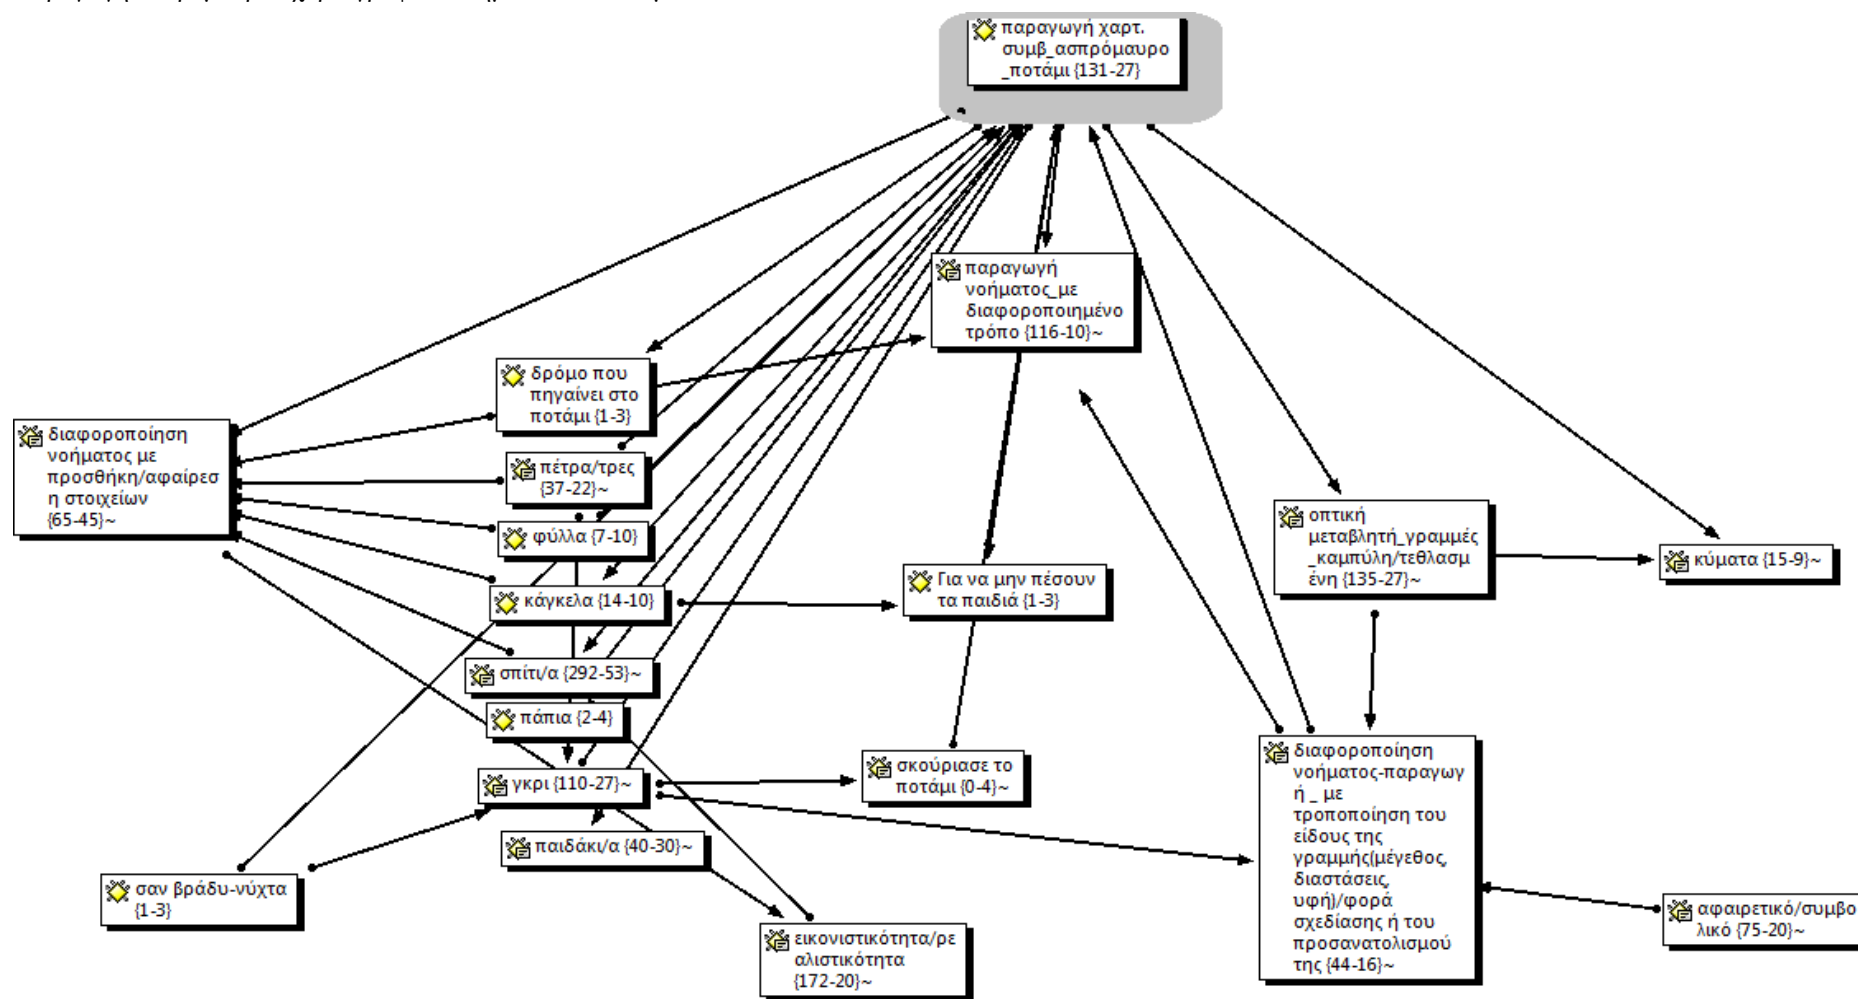 παραγωγή χαρτ.
συμβ_ασπρόμαυρο
_ποτάμι {131-27}
παραγωγή
νοήματος_με
διαφοροποιημένο
τρόπο {116-10}~
δρόμο που
πηγαίνει στο
ποτάμι {1-3}
διαφοροποίηση
νοήματος με
προσθήκη/αφαίρεσ
η στοιχείων
{65-45}~
πέτρα/τρες
{37-22}~
φύλλα {7-10}
κάγκελα {14-10}
Για να μην πέσουν
τα παιδιά {1-3}
οπτική
μεταβλητή_γραμμές
_καμπύλη/τεθλασμ
ένη {135-27}~
κύματα {15-9}~
σπίτι/α {292-53}~
πάπια {2-4}
γκρι {110-27}~
σκούριασε το
ποτάμι {0-4}~
παιδάκι/α {40-30}~
διαφοροποίηση
νοήματος-παραγωγ
ή _ με
τροποποίηση του
είδους της
γραμμής(μέγεθος,
διαστάσεις,
υφή)/φορά
σχεδίασης ή του
προσανατολισμού
της {44-16}~
σαν βράδυ-νύχτα
{1-3}
εικονιστικότητα/ρε
αλιστικότητα
{172-20}~
αφαιρετικό/συμβο
λικό {75-20}~